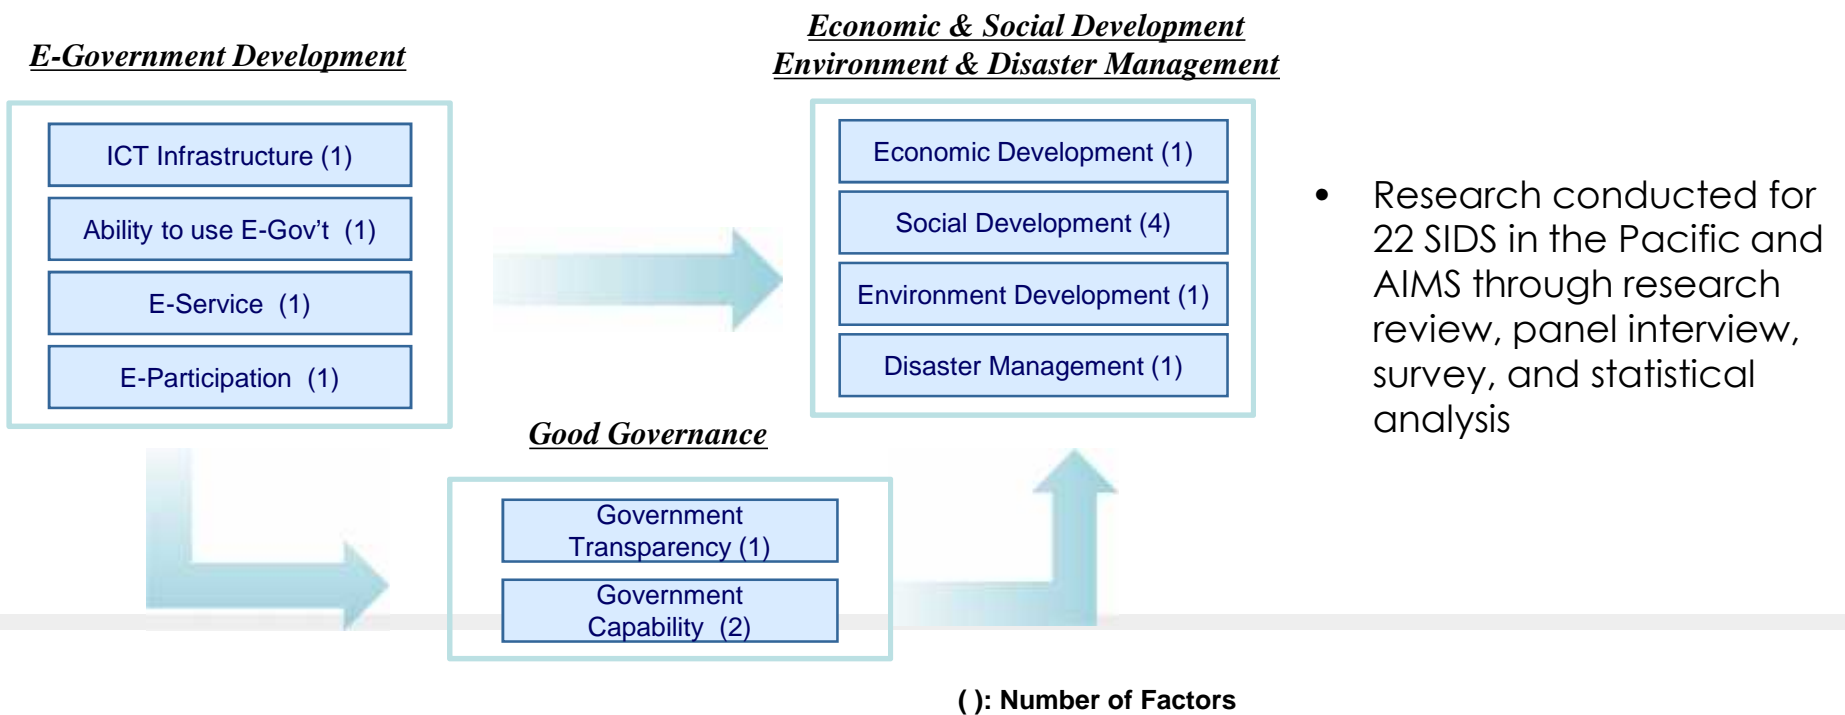 E-Government Development
ICT Infrastructure (1)
Ability to use E-Gov’t (1)
E-Service (1)
E-Participation (1)
Economic & Social Development
Environment & Disaster Management
Economic Development (1)
Social Development (4)
Environment Development (1)
Disaster Management (1)
Good Governance
Government
Transparency (1)
Government
Capability (2)
• Research conducted for
22 SIDS in the Pacific and
AIMS through research
review, panel interview,
survey, and statistical
analysis
( ): Number of Factors